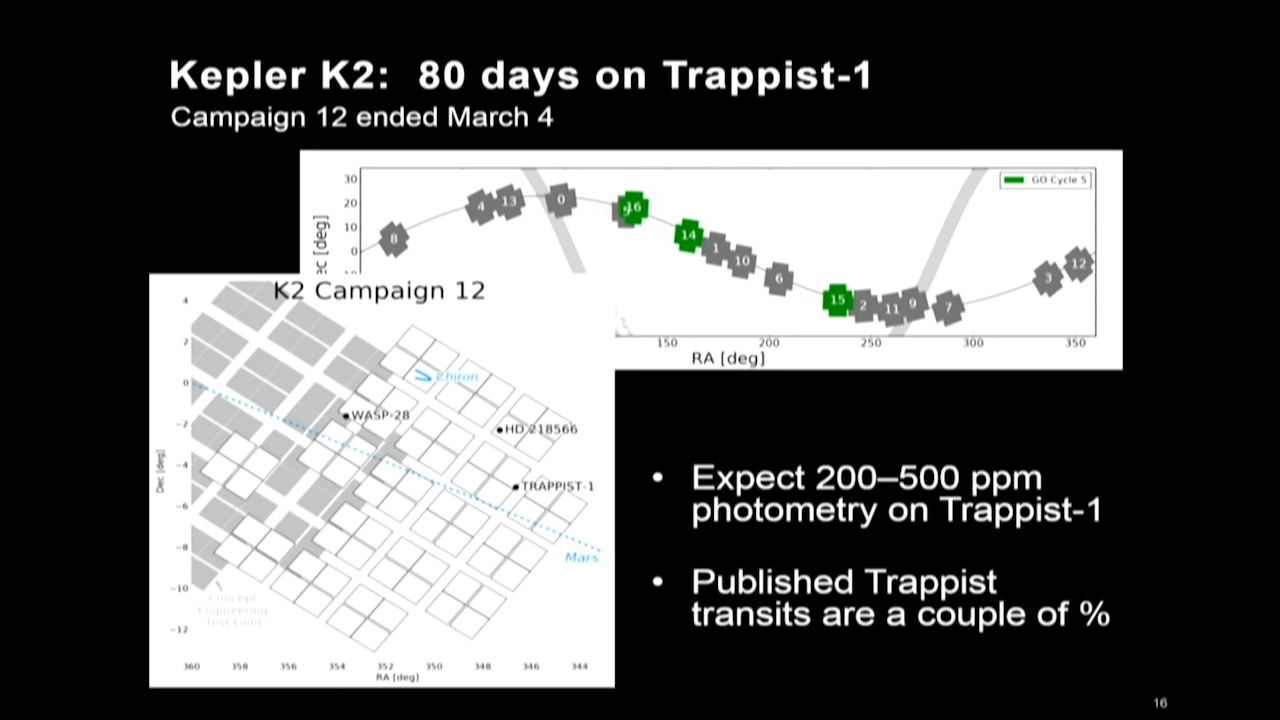 Kepler K2: 80 days on Trappist-1
Campaign 12 ended March 4
30
20
10
0
GO Cycle 5
8
4
13
0
16
14
1
10
6
15
2
11
9
7
3
12
150
200
250
300
350
RA [deg]
K2 Campaign 12
4
2
0
−2
−4
−6
−8
−10
−12
Dec [deg]
Chiron
WASP-28
HD 218566
TRAPPIST-1
Mars
Concept
Engineering
Test Field
360
358
356
354
352
350
348
346
344
RA [deg]
• Expect 200–500 ppm
photometry on Trappist-1
• Published Trappist
transits are a couple of %
16